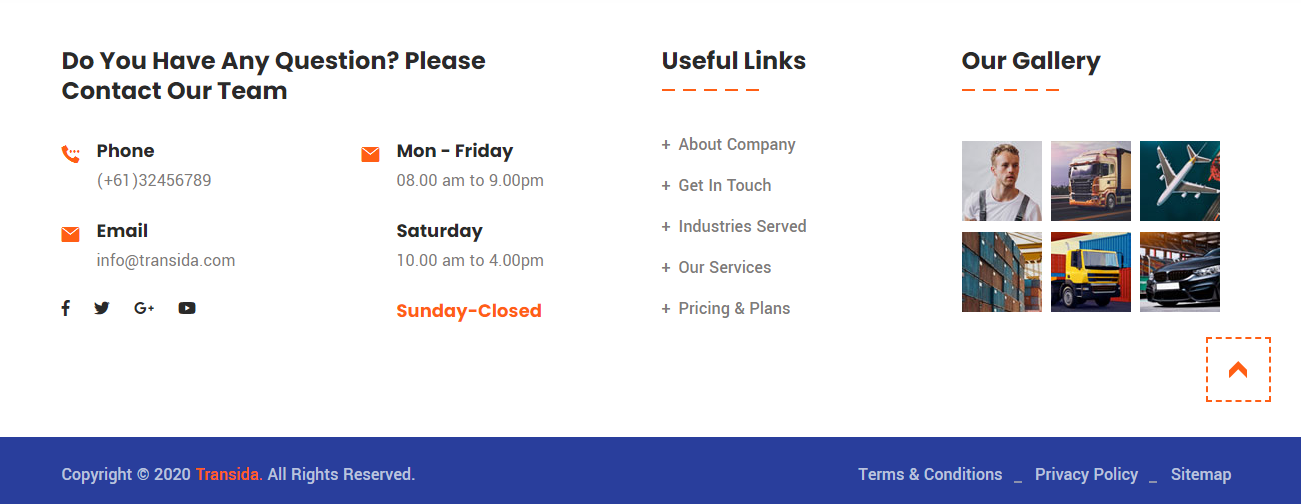 Do You Have Any Question? Please
Contact Our Team
Phone
(+61)32456789
Email
info@transida.com
Mon - Friday
08.00 am to 9.00pm
Saturday
10.00 am to 4.00pm
Sunday-Closed
Useful Links
+ About Company
+ Get In Touch
+ Industries Served
+ Our Services
+ Pricing & Plans
Our Gallery
Copyright © 2020 Transida. All Rights Reserved.
Terms & Conditions _ Privacy Policy _ Sitemap